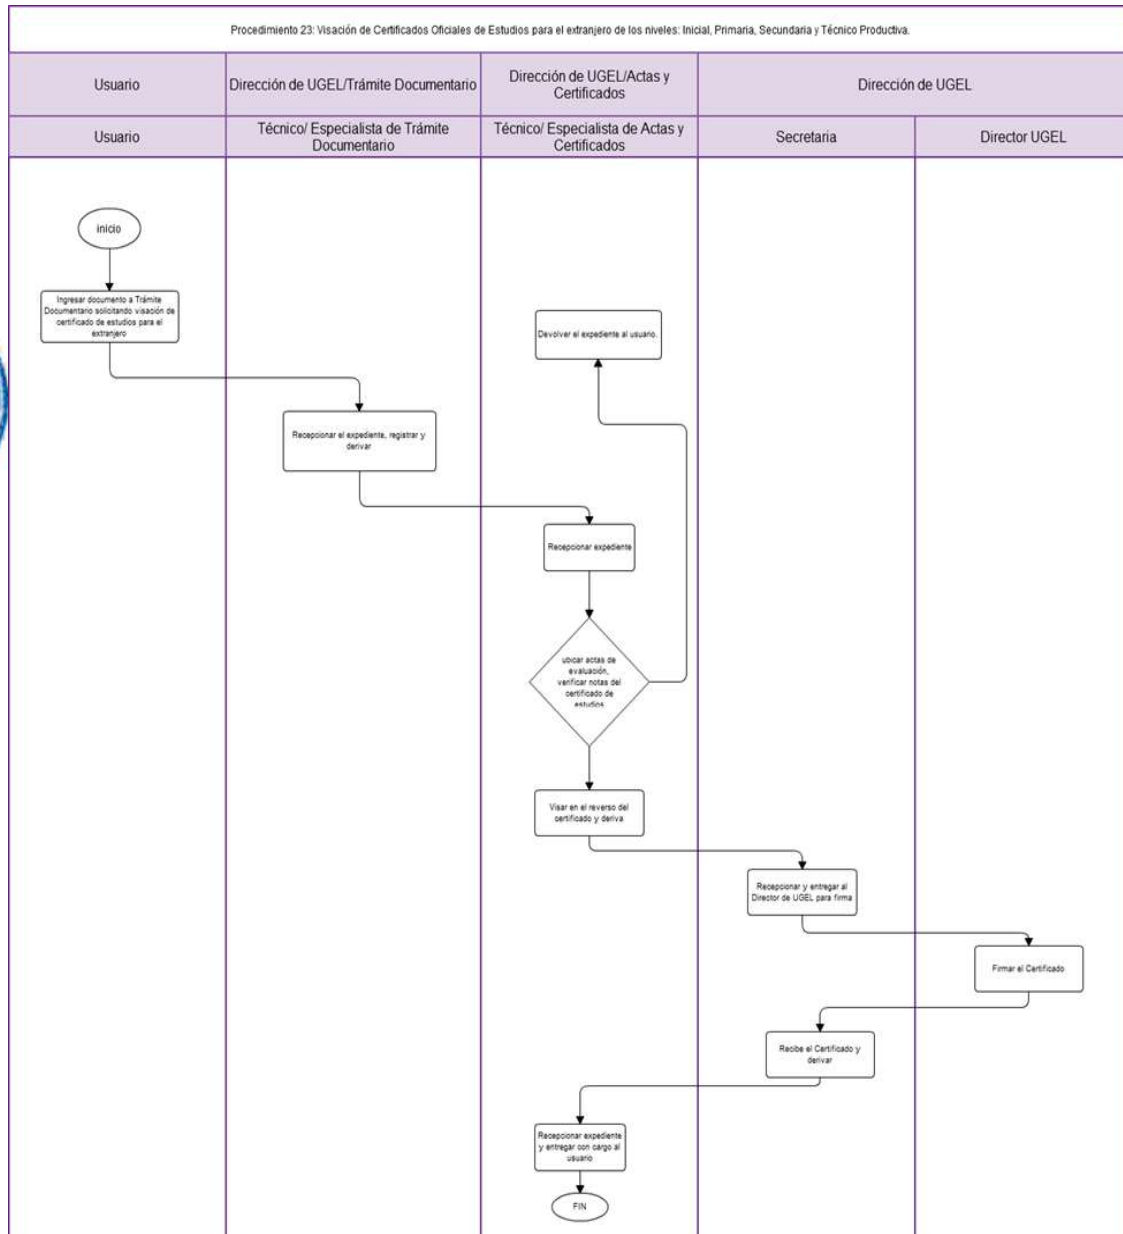 Procedimiento 23: Visación de Certificados Oficiales de Estudios para el extranjero de los niveles: Inicial, Primaria, Secundaria y Técnico Productiva.
Usuario
Dirección de UGEL/Trámite Documentario
Dirección de UGEL/Actas y
Certificados
Dirección de UGEL
Usuario
Técnico/ Especialista de Trámite
Documentario
Técnico/ Especialista de Actas y
Certificados
Secretaria
Director UGEL
inicio
Ingresar documento a Trámite
Documentario solicitando visación de
certificado de estudios para el
extranjero
Devolver el expediente al usuario.
Recepcionar el expediente, registrar y
derivar
Recepcionar expediente
ubicar actas de
evaluación,
verificar notas del
certificado de
estudios
Visar en el reverso del
certificado y deriva
Recepcionar y entregar al
Director de UGEL para firma
Firmar el Certificado
Recibe el Certificado y
derivar
Recepcionar expediente
y entregar con cargo al
usuario
FIN